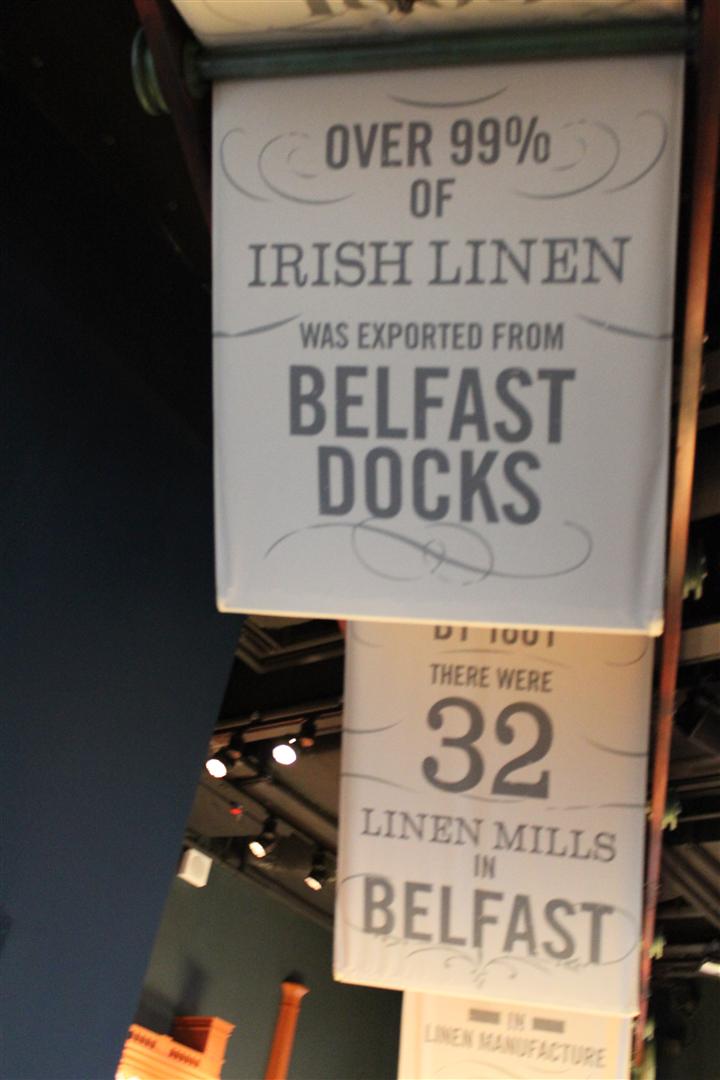 OVER 99%
OF
IRISH LINEN
WAS EXPORTED FROM
BELFAST
DOCKS
THERE WERE
32
LINEN MILLS
IN
BELFAST
IN
LINEN MANUFACTURE